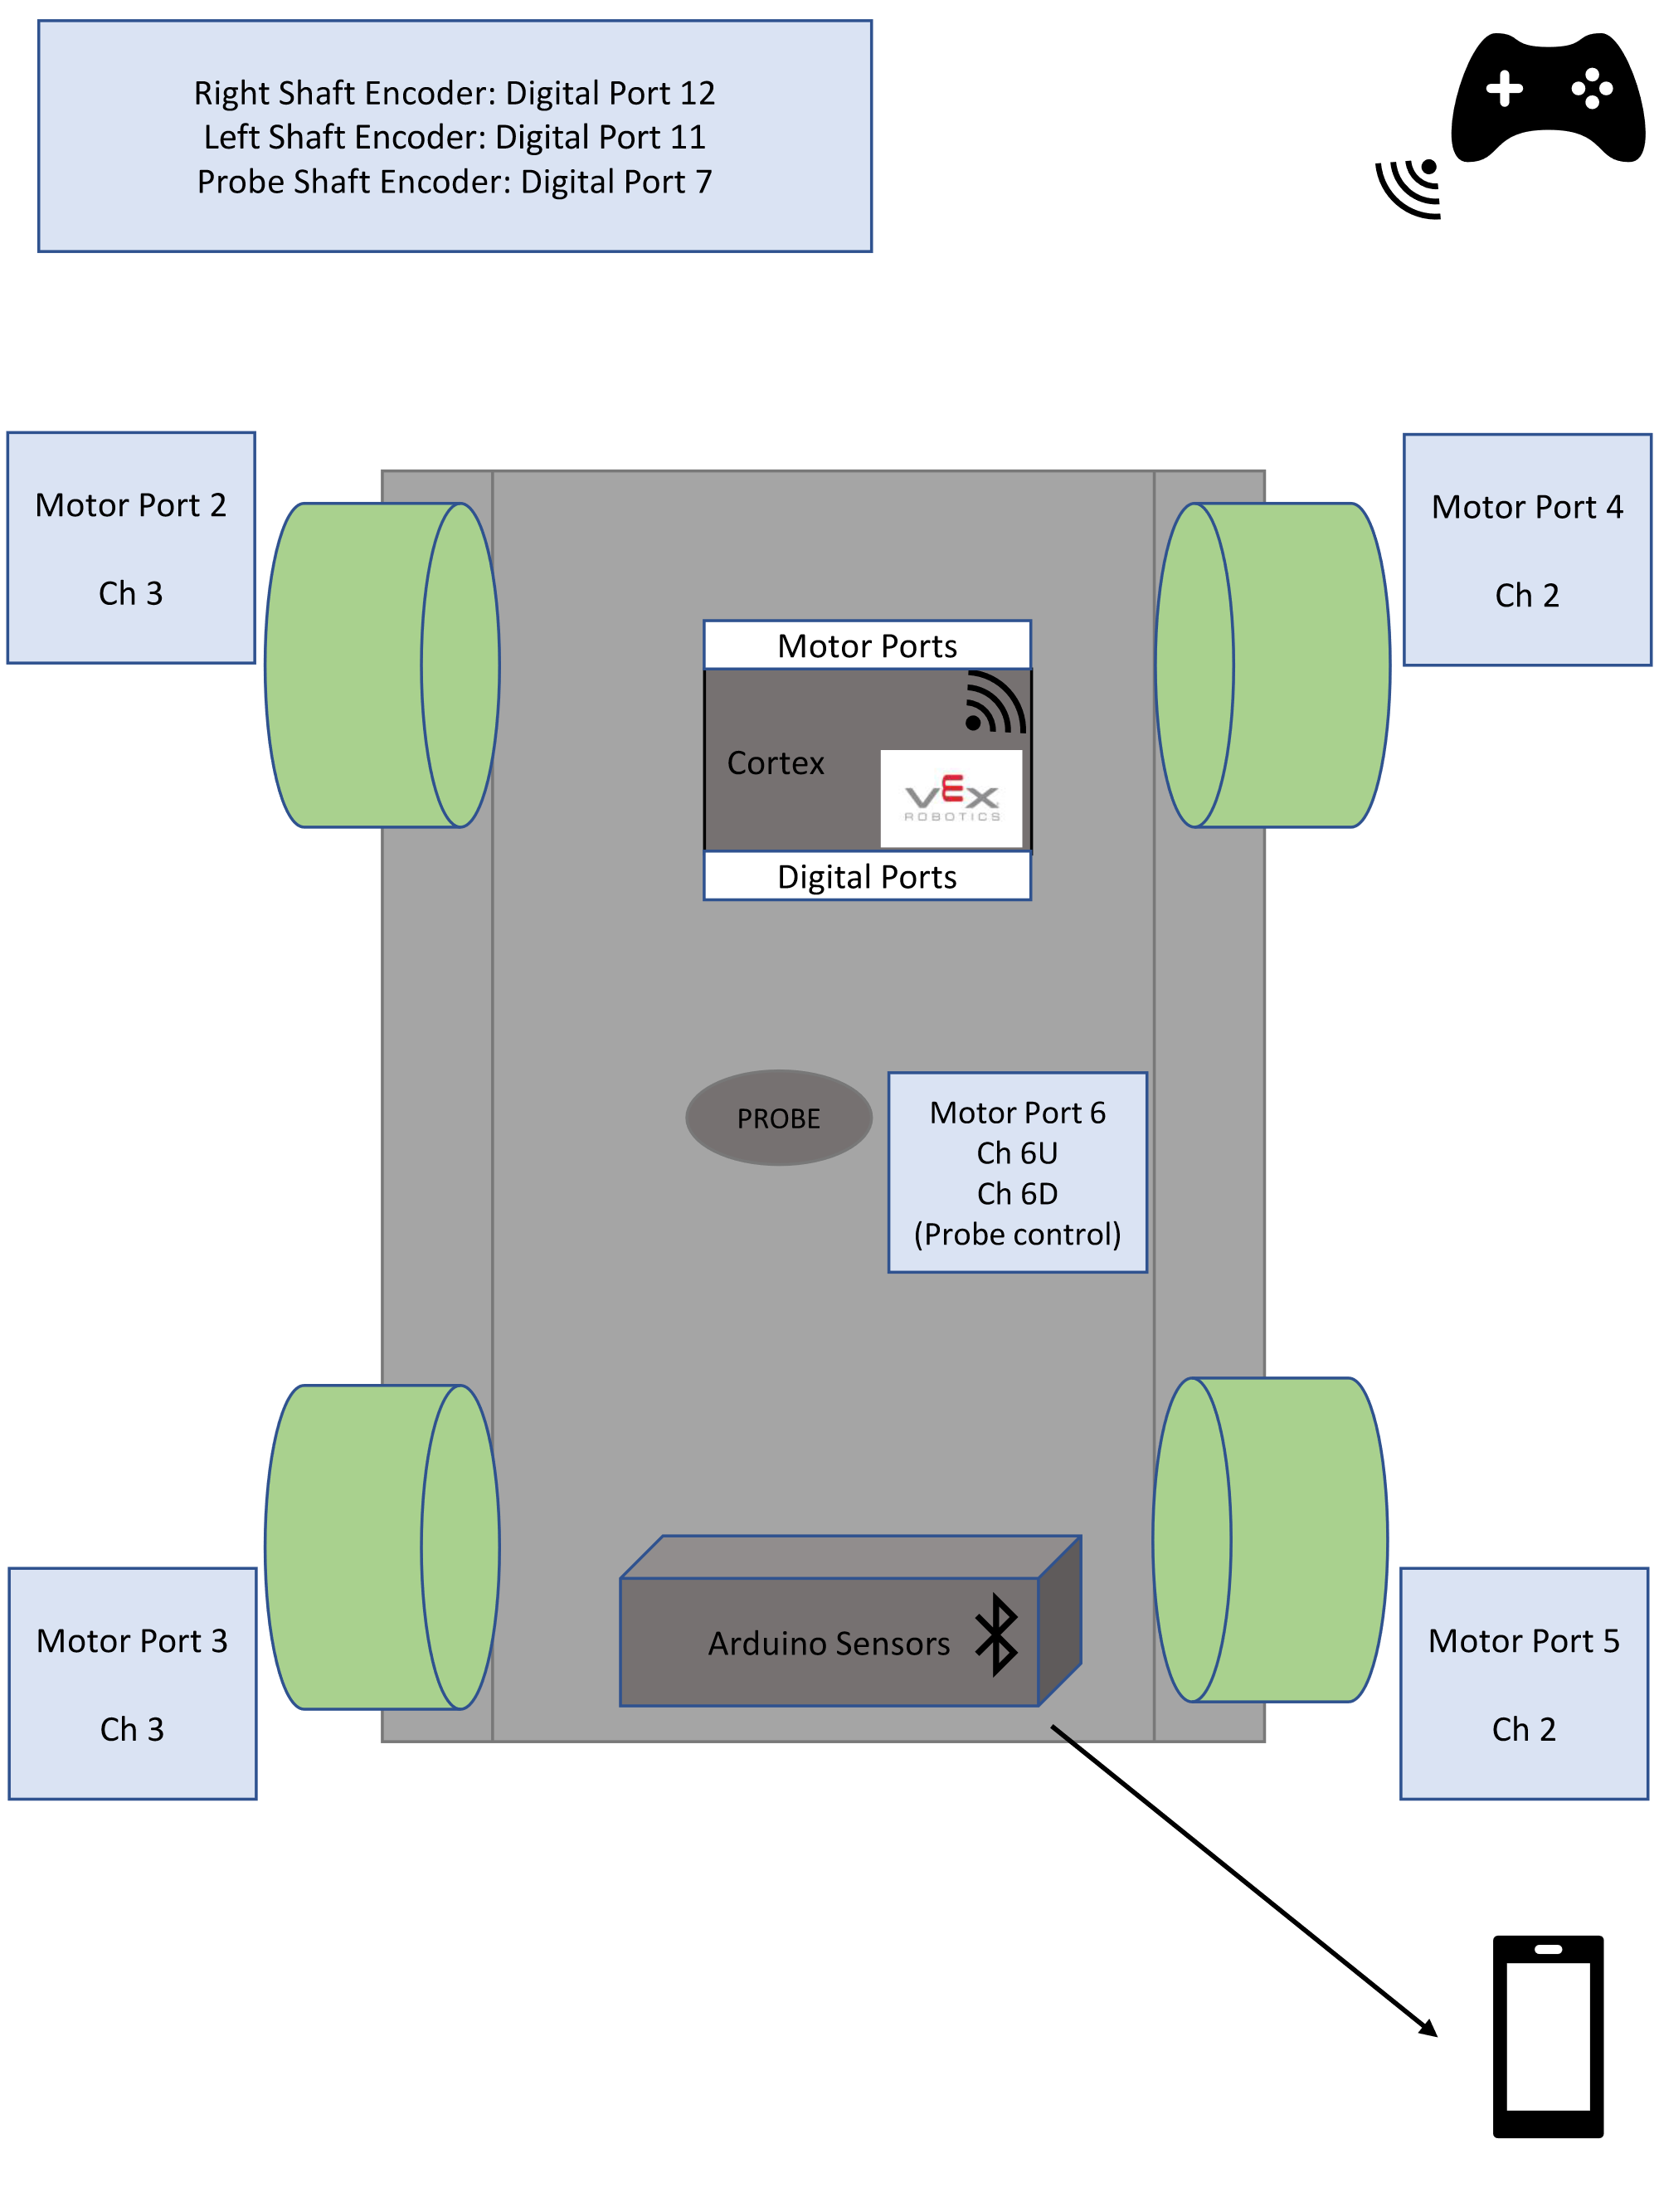 Right Shaft Encoder: Digital Port 12
Left Shaft Encoder: Digital Port 11
Probe Shaft Encoder: Digital Port 7
Motor Port 2
Ch 3
Motor Port 4
Ch 2
Motor Ports
Cortex
VEX
ROBOTICS
Digital Ports
PROBE
Motor Port 6
Ch 6U
Ch 6D
(Probe control)
Arduino Sensors
Motor Port 3
Ch 3
Motor Port 5
Ch 2